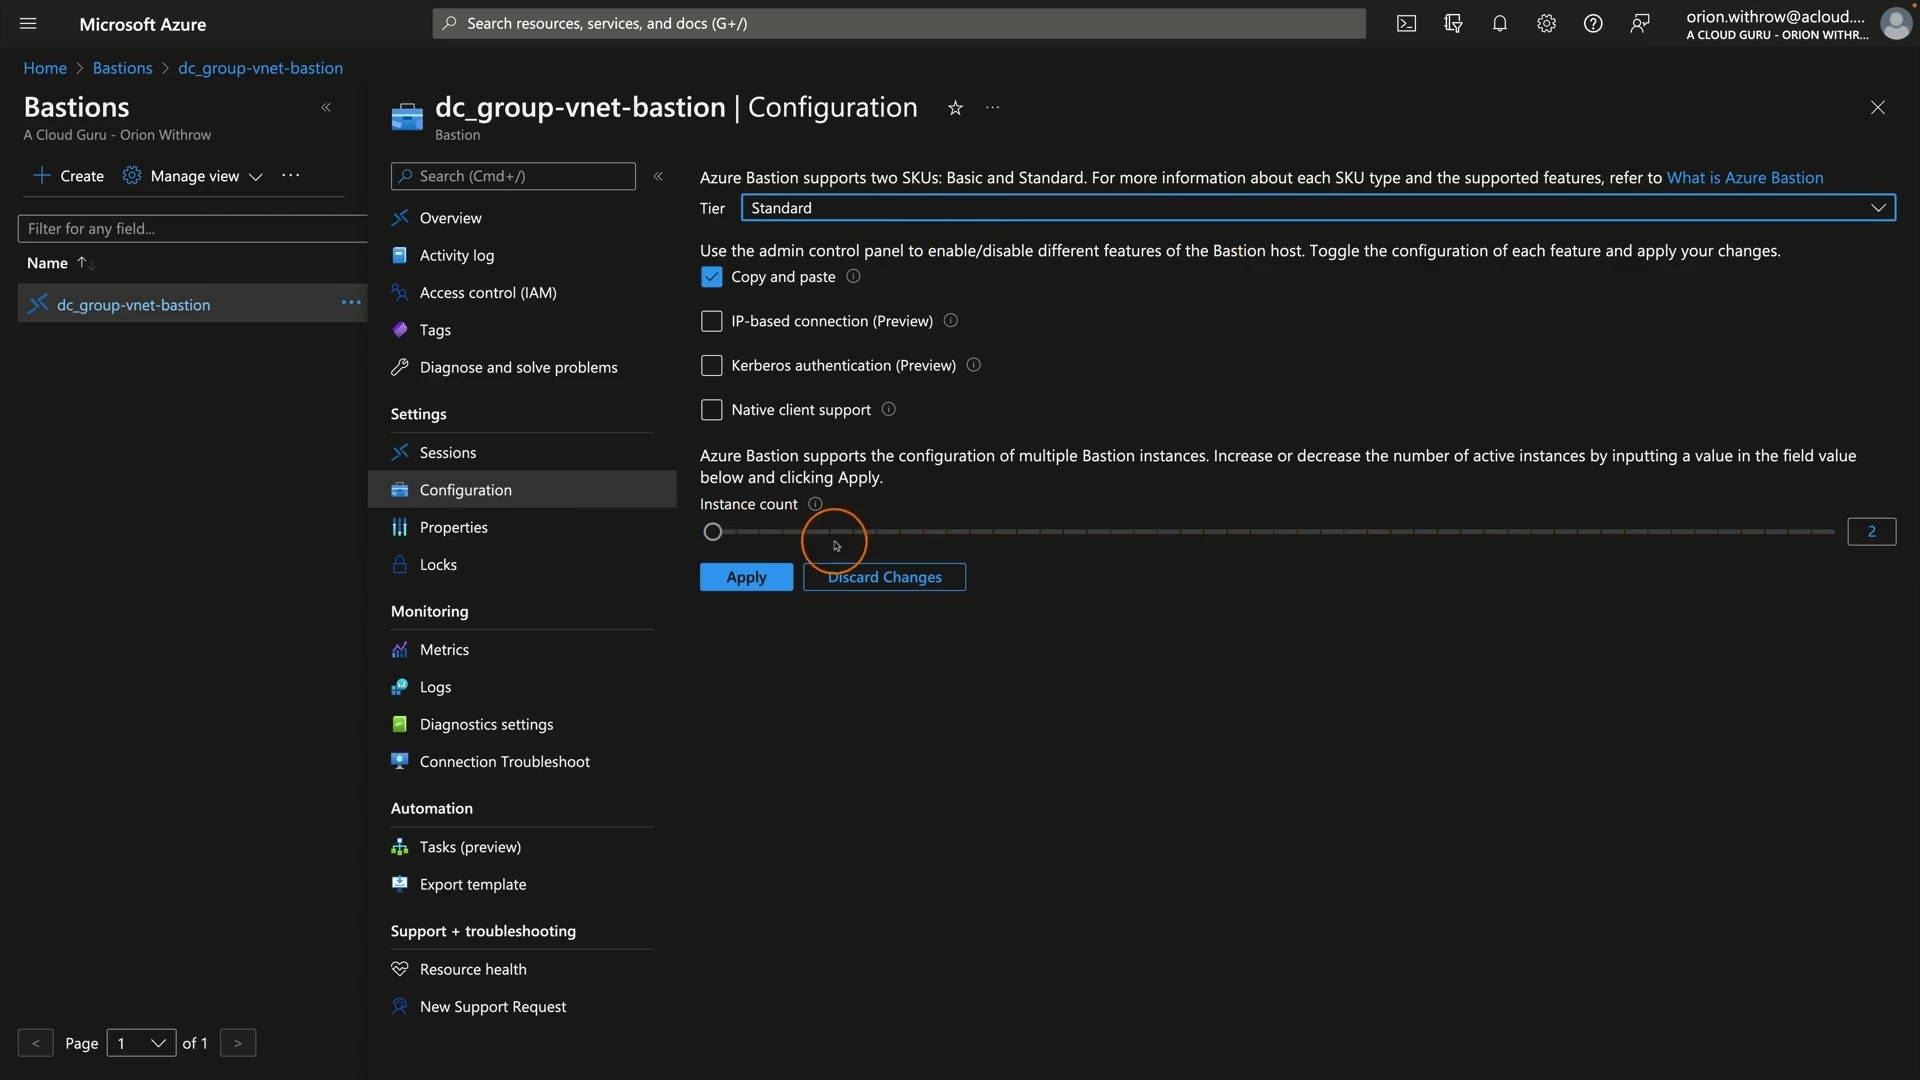 Microsoft Azure
Search resources, services, and docs (G+/)
orion.withrow@acloud....
A CLOUD GURU - ORION WITHR...
Home > Bastions > dc_group-vnet-bastion
Bastions
A Cloud Guru - Orion Withrow
Create
Manage view
Filter for any field...
Name
dc_group-vnet-bastion
Page 1 of 1
dc_group-vnet-bastion | Configuration
Bastion
Search (Cmd+/)
Overview
Activity log
Access control (IAM)
Tags
Diagnose and solve problems
Settings
Sessions
Configuration
Properties
Locks
Monitoring
Metrics
Logs
Diagnostics settings
Connection Troubleshoot
Automation
Tasks (preview)
Export template
Support + troubleshooting
Resource health
New Support Request
Azure Bastion supports two SKUs: Basic and Standard. For more information about each SKU type and the supported features, refer to What is Azure Bastion
Tier Standard
Use the admin control panel to enable/disable different features of the Bastion host. Toggle the configuration of each feature and apply your changes.
Copy and paste
IP-based connection (Preview)
Kerberos authentication (Preview)
Native client support
Azure Bastion supports the configuration of multiple Bastion instances. Increase or decrease the number of active instances by inputting a value in the field value
below and clicking Apply.
Instance count
2
Apply
Discard Changes